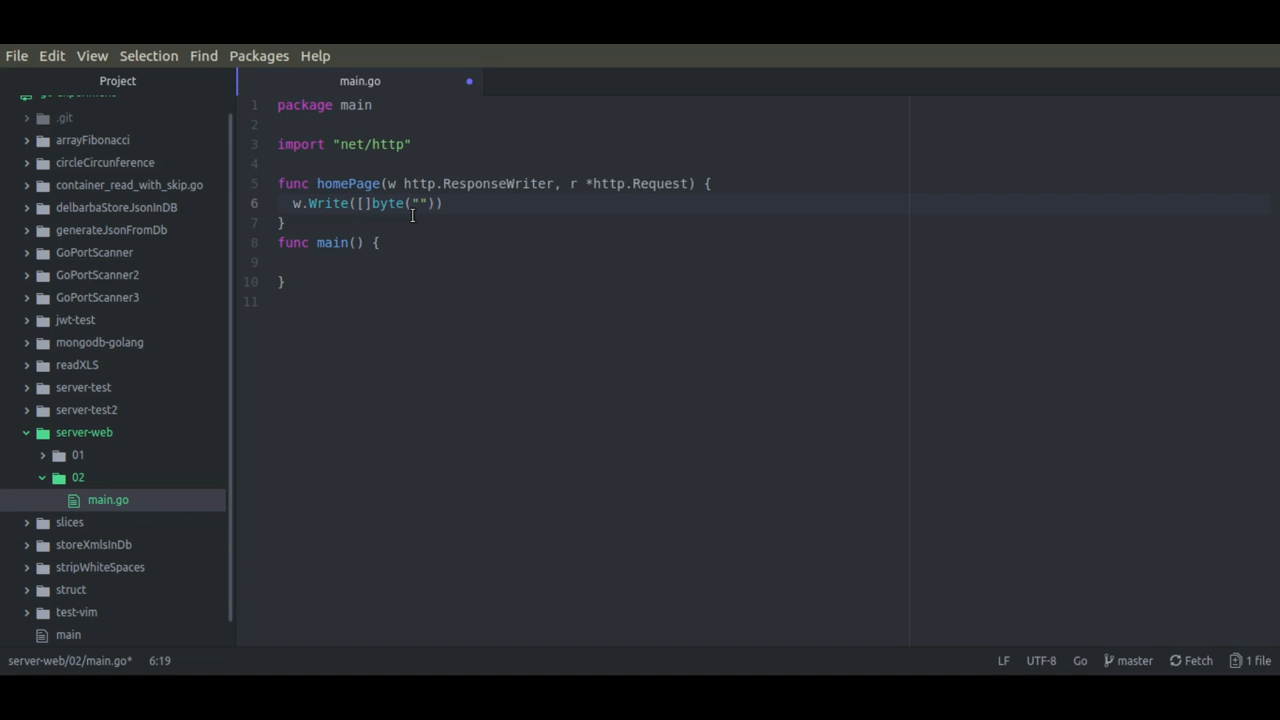 File Edit View Selection Find Packages Help
Project
main.go
.git
arrayFibonacci
circleCircunference
container_read_with_skip.go
delbarbaStoreJsonInDB
generateJsonFromDb
GoPortScanner
GoPortScanner2
GoPortScanner3
jwt-test
mongodb-golang
readXLS
server-test
server-test2
server-web
01
02
main.go
slices
storeXmlsInDb
stripWhiteSpaces
struct
test-vim
main
1 package main
2
3 import "net/http"
4
5 func homePage(w http.ResponseWriter, r *http.Request) {
6 w.Write([]byte(""))
7 }
8 func main() {
9
10 }
11
server-web/02/main.go* 6:19 LF UTF-8 Go master Fetch 1 file